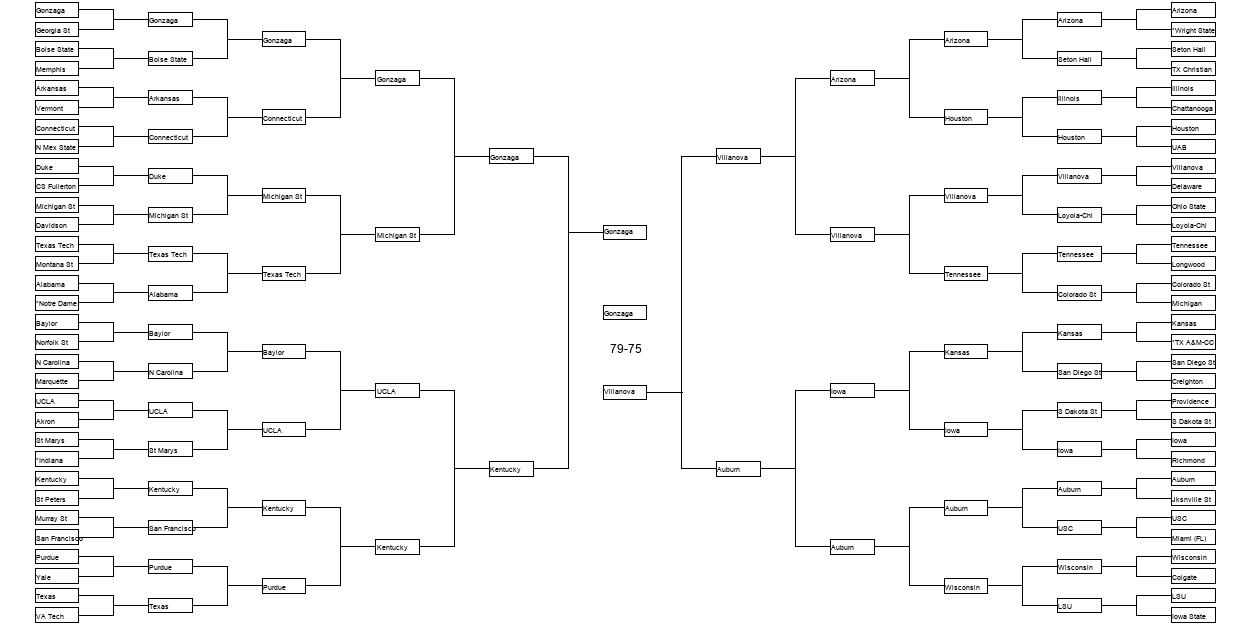 Gonzaga
Georgia St
Boise State
Memphis
Arkansas
Vermont
Connecticut
N Mex State
Duke
CS Fullerton
Michigan St
Davidson
Texas Tech
Montana St
Alabama
*Notre Dame
Baylor
Norfolk St
N Carolina
Marquette
UCLA
Akron
St Marys
*Indiana
Kentucky
St Peters
Murray St
San Francisco
Purdue
Yale
Texas
VA Tech
Gonzaga
Boise State
Arkansas
Connecticut
Duke
Michigan St
Texas Tech
Alabama
Baylor
N Carolina
UCLA
St Marys
Kentucky
San Francisco
Purdue
Texas
Gonzaga
Connecticut
Michigan St
Texas Tech
Baylor
UCLA
Kentucky
Purdue
Gonzaga
Michigan St
UCLA
Kentucky
Gonzaga
Kentucky
Gonzaga
Gonzaga
79-75
Villanova
Villanova
Auburn
Arizona
Villanova
Iowa
Auburn
Arizona
Houston
Villanova
Tennessee
Kansas
Iowa
Auburn
Wisconsin
Arizona
Seton Hall
Illinois
Houston
Villanova
Loyola-Chi
Tennessee
Colorado St
Kansas
San Diego St
S Dakota St
Iowa
Auburn
USC
Wisconsin
LSU
Arizona
*Wright State
Seton Hall
TX Christian
Illinois
Chattanooga
Houston
UAB
Villanova
Delaware
Ohio State
Loyola-Chi
Tennessee
Longwood
Colorado St
Michigan
Kansas
*TX A&M-CC
San Diego St
Creighton
Providence
S Dakota St
Iowa
Richmond
Auburn
Jksnville St
USC
Miami (FL)
Wisconsin
Colgate
LSU
Iowa State